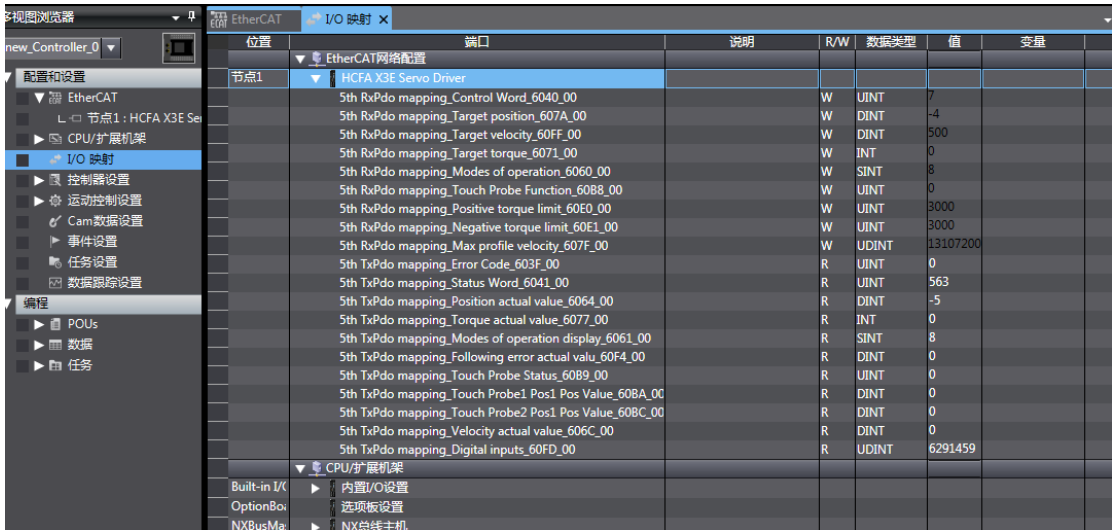 多视图浏览器
EtherCAT
I/O 映射
new_Controller_0
配置和设置
EtherCAT
节点1 : HCFA X3E Ser
CPU/扩展机架
I/O 映射
控制器设置
运动控制设置
Cam数据设置
事件设置
任务设置
数据跟踪设置
编程
POUs
数据
任务
位置 端口 说明 R/W 数据类型 值 变量
EtherCAT网络配置
节点1 HCFA X3E Servo Driver
5th RxPdo mapping_Control Word_6040_00 W UINT 7
5th RxPdo mapping_Target position_607A_00 W DINT -4
5th RxPdo mapping_Target velocity_60FF_00 W DINT 500
5th RxPdo mapping_Target torque_6071_00 W INT 0
5th RxPdo mapping_Modes of operation_6060_00 W SINT 8
5th RxPdo mapping_Touch Probe Function_60B8_00 W UINT 0
5th RxPdo mapping_Positive torque limit_60E0_00 W UINT 3000
5th RxPdo mapping_Negative torque limit_60E1_00 W UINT 3000
5th RxPdo mapping_Max profile velocity_607F_00 W UDINT 13107200
5th TxPdo mapping_Error Code_603F_00 R UINT 0
5th TxPdo mapping_Status Word_6041_00 R UINT 563
5th TxPdo mapping_Position actual value_6064_00 R DINT -5
5th TxPdo mapping_Torque actual value_6077_00 R INT 0
5th TxPdo mapping_Modes of operation display_6061_00 R SINT 8
5th TxPdo mapping_Following error actual valu_60F4_00 R DINT 0
5th TxPdo mapping_Touch Probe Status_60B9_00 R UINT 0
5th TxPdo mapping_Touch Probe1 Pos1 Pos Value_60BA_00 R DINT 0
5th TxPdo mapping_Touch Probe2 Pos1 Pos Value_60BC_00 R DINT 0
5th TxPdo mapping_Velocity actual value_606C_00 R DINT 0
5th TxPdo mapping_Digital inputs_60FD_00 R UDINT 6291459
CPU/扩展机架
Built-in I/( 内置I/O设置
OptionBo 选项板设置
NXBusMa NX总线主机